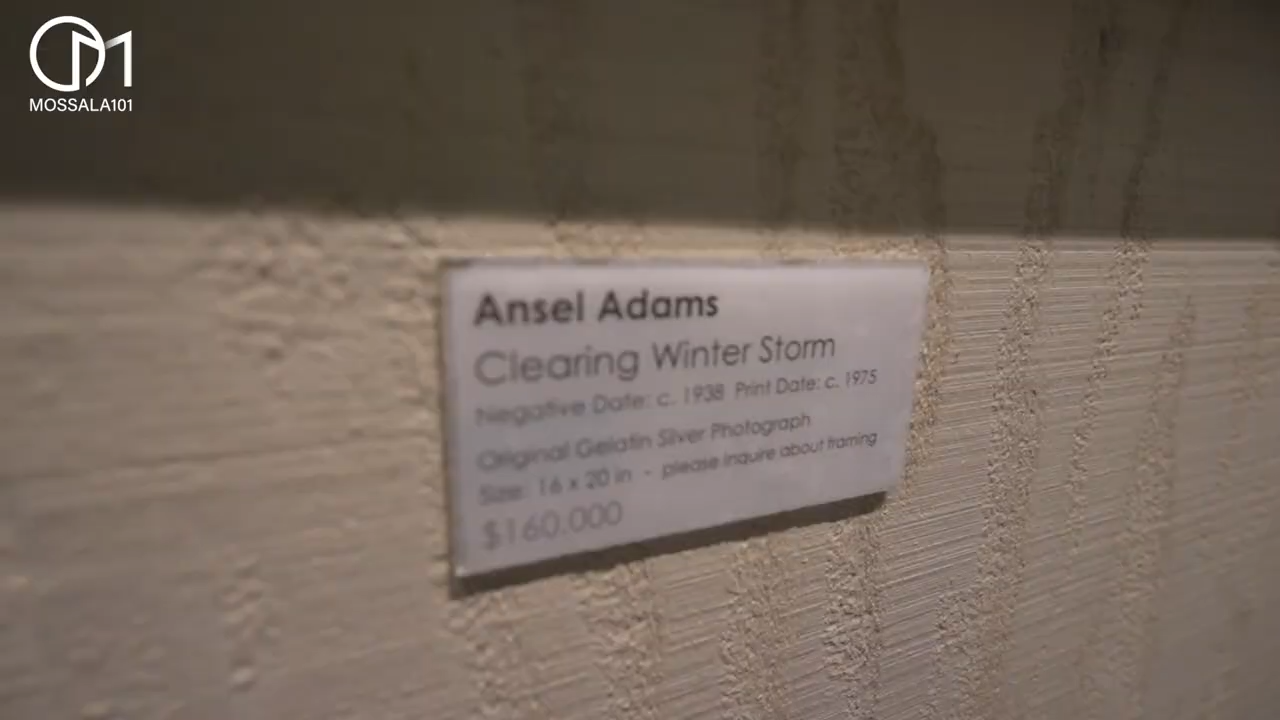 MOSSALA101
Ansel Adams
Clearing Winter Storm
Negative Date: c. 1938 Print Date: c. 1975
Original Gelatin Silver Photograph
Size: 16 x 20 in - please inquire about framing
$160,000